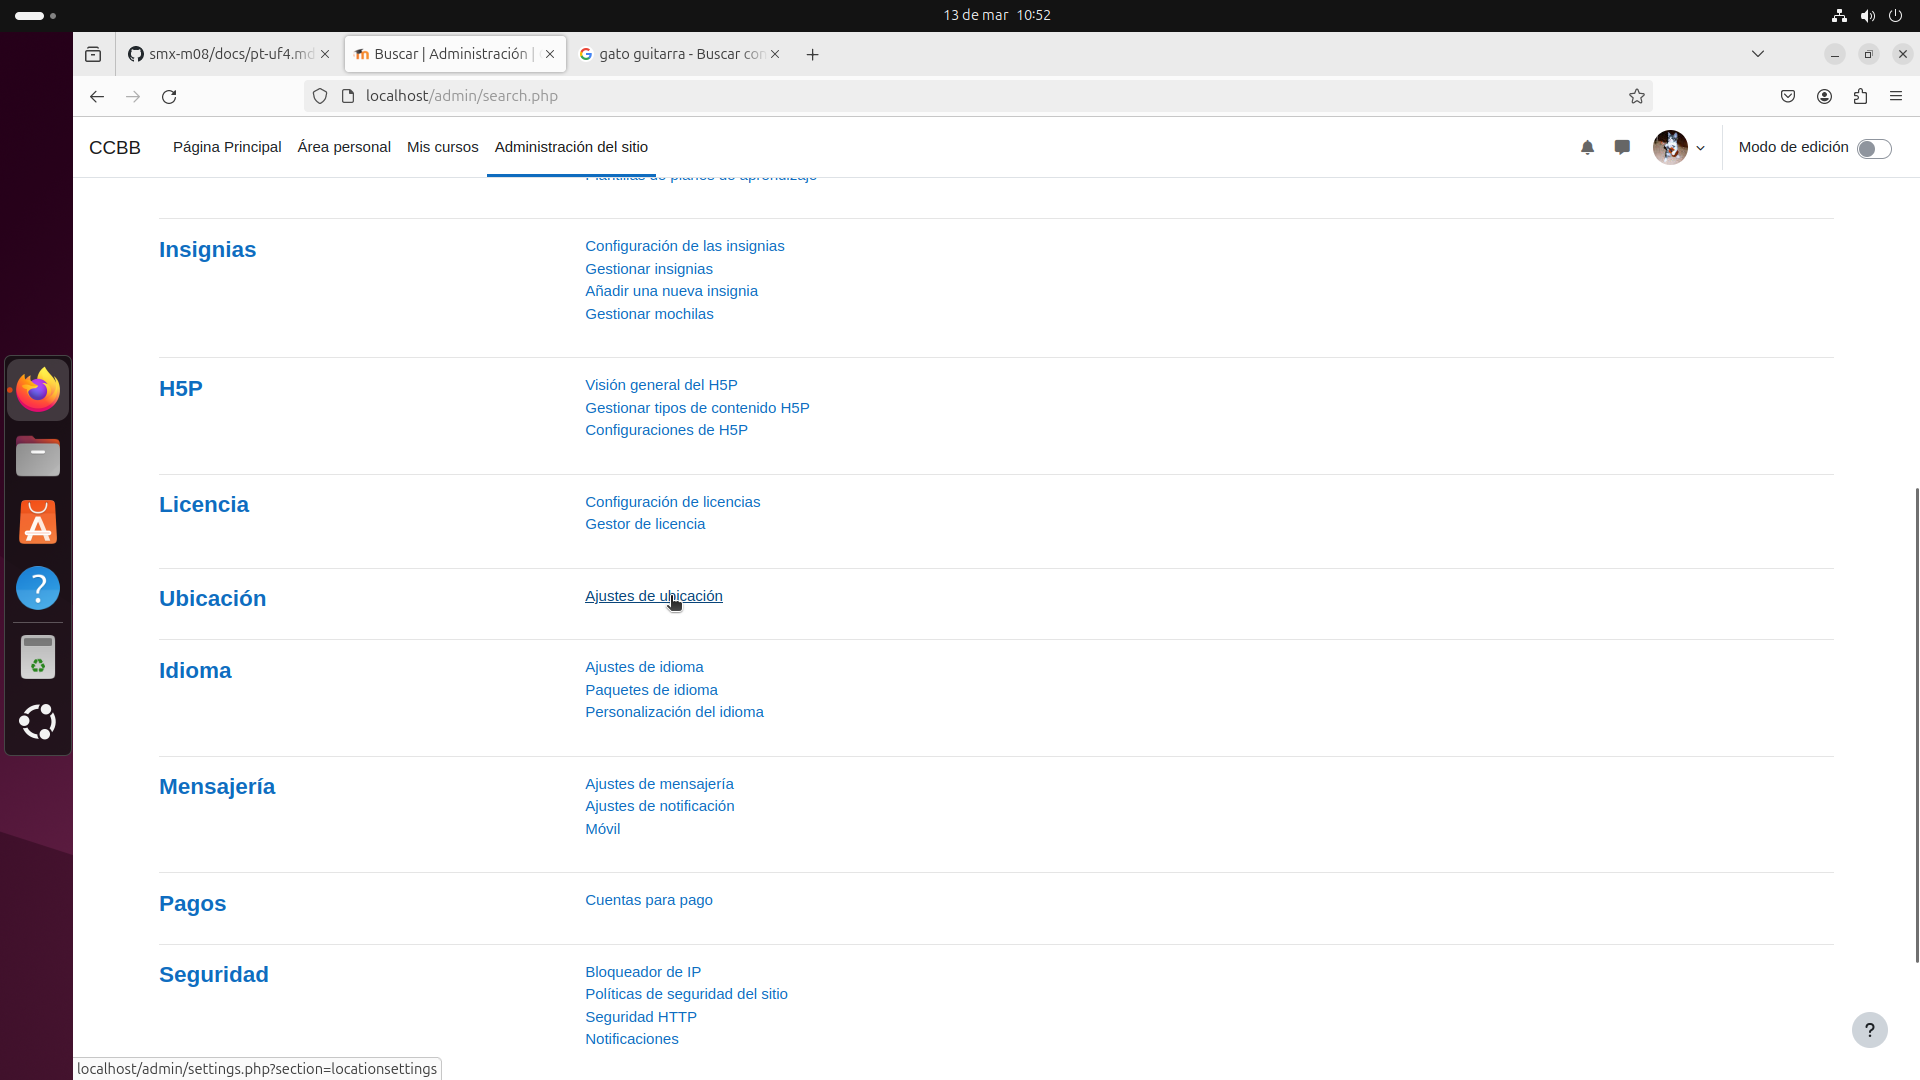 13 de mar 10:52
smx-m08/docs/pt-uf4.md
Buscar | Administración |
gato guitarra - Buscar con
localhost/admin/search.php
CCBB
Página Principal
Área personal
Mis cursos
Administración del sitio
Modo de edición
Plantillas de planes de aprendizaje
Insignias
Configuración de las insignias
Gestionar insignias
Añadir una nueva insignia
Gestionar mochilas
H5P
Visión general del H5P
Gestionar tipos de contenido H5P
Configuraciones de H5P
Licencia
Configuración de licencias
Gestor de licencia
Ubicación
Ajustes de ubicación
Idioma
Ajustes de idioma
Paquetes de idioma
Personalización del idioma
Mensajería
Ajustes de mensajería
Ajustes de notificación
Móvil
Pagos
Cuentas para pago
Seguridad
Bloqueador de IP
Políticas de seguridad del sitio
Seguridad HTTP
Notificaciones
?
localhost/admin/settings.php?section=locationsettings